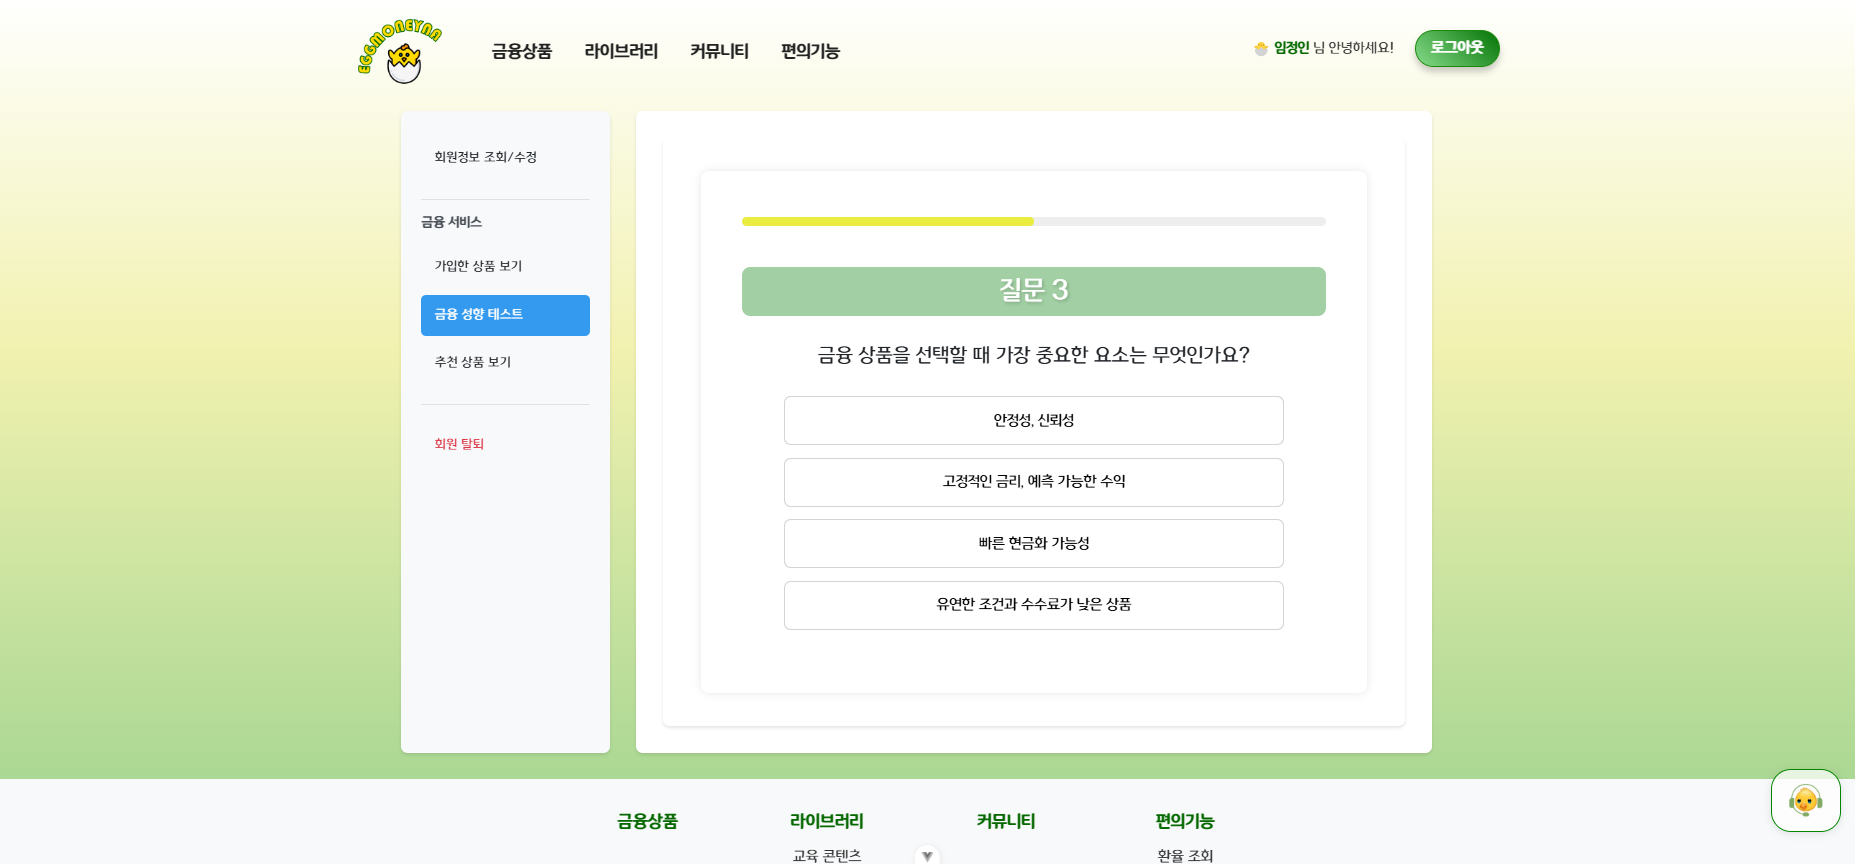 EGGMONEYNA
금융상품 라이브러리 커뮤니티 편의기능
임정인 님 안녕하세요! 로그아웃
회원정보 조회/수정
금융 서비스
가입한 상품 보기
금융 성향 테스트
추천 상품 보기
회원 탈퇴
질문 3
금융 상품을 선택할 때 가장 중요한 요소는 무엇인가요?
안정성, 신뢰성
고정적인 금리, 예측 가능한 수익
빠른 현금화 가능성
유연한 조건과 수수료가 낮은 상품
금융상품 라이브러리 커뮤니티 편의기능
교육 콘텐츠 환율 조회